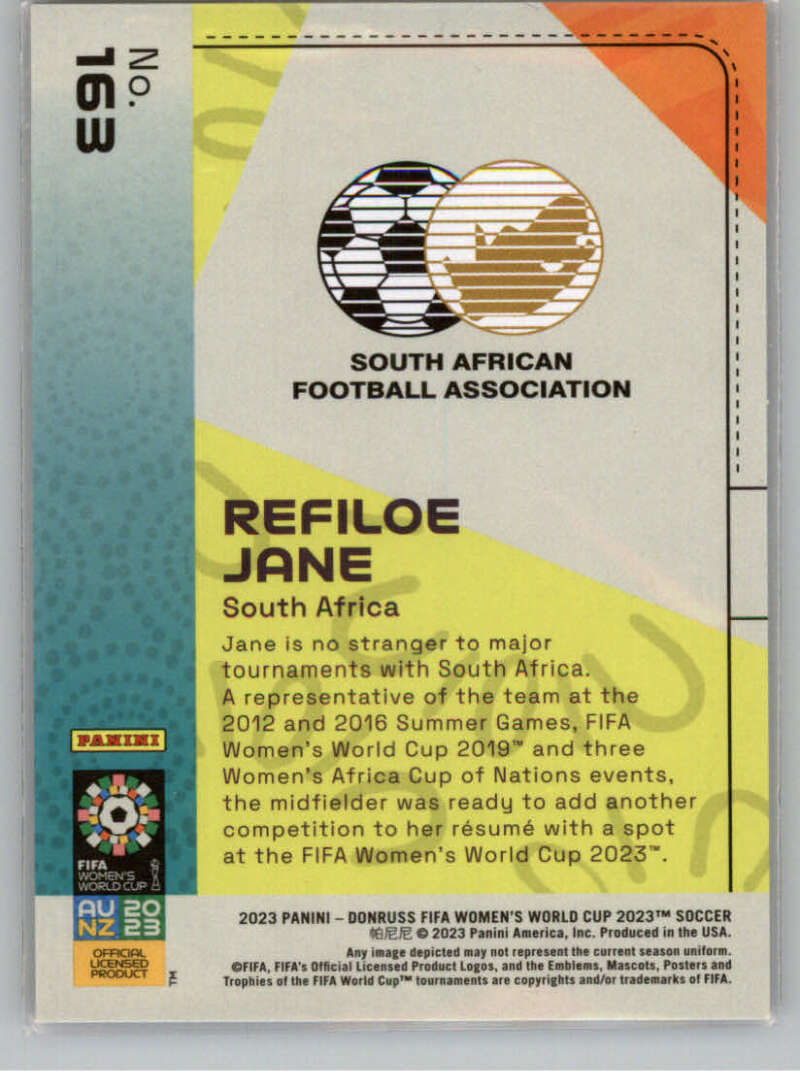 No.
163
SOUTH AFRICAN
FOOTBALL ASSOCIATION
REFILOE
JANE
South Africa
Jane is no stranger to major
tournaments with South Africa.
A representative of the team at the
2012 and 2016 Summer Games, FIFA
Women's World Cup 2019™ and three
Women's Africa Cup of Nations events,
the midfielder was ready to add another
competition to her résumé with a spot
at the FIFA Women's World Cup 2023™.
PANINI
FIFA
WOMEN'S
WORLD CUP
AU 20
NZ 23
OFFICIAL
LICENSED
PRODUCT
TM
2023 PANINI – DONRUSS FIFA WOMEN'S WORLD CUP 2023™ SOCCER
帕尼尼 © 2023 Panini America, Inc. Produced in the USA.
Any image depicted may not represent the current season uniform.
©FIFA, FIFA's Official Licensed Product Logos, and the Emblems, Mascots, Posters and
Trophies of the FIFA World Cup™ tournaments are copyrights and/or trademarks of FIFA.